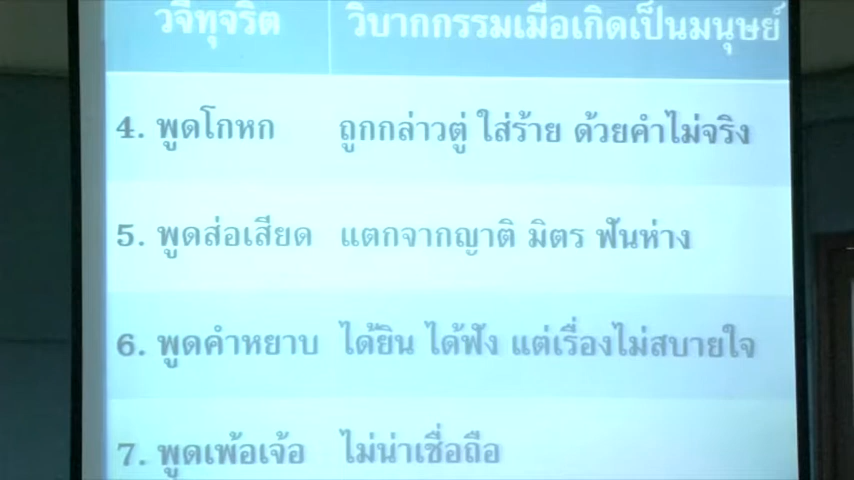 วจีทุจริต วิบากกรรมเมื่อเกิดเป็นมนุษย์
4. พูดโกหก ถูกกล่าวตู่ ใส่ร้าย ด้วยคำไม่จริง
5. พูดส่อเสียด แตกจากญาติ มิตร ฟันห่าง
6. พูดคำหยาบ ได้ยิน ได้ฟัง แต่เรื่องไม่สบายใจ
7. พูดเพ้อเจ้อ ไม่น่าเชื่อถือ